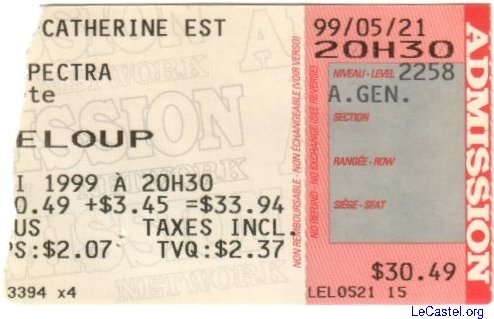 CATHERINE EST
PECTRA
te
ELOUP
I 1999 A 20H30
0.49 +$3.45 =$33.94
US TAXES INCL.
PS:$2.07 TVQ:$2.37
3394 x4
MISSION
NETWORK
NON REMBOURSABLE - NON ÉCHANGEABLE (VOIR VERSO)
NO REFUND - NO EXCHANGE (SEE REVERSE)
99/05/21
20H30
NIVEAU - LEVEL 2258
A.GEN.
SECTION
RANGÉE - ROW
SIÈGE - SEAT
$30.49
LEL0521 15
ADMISSION
LeCastel.org